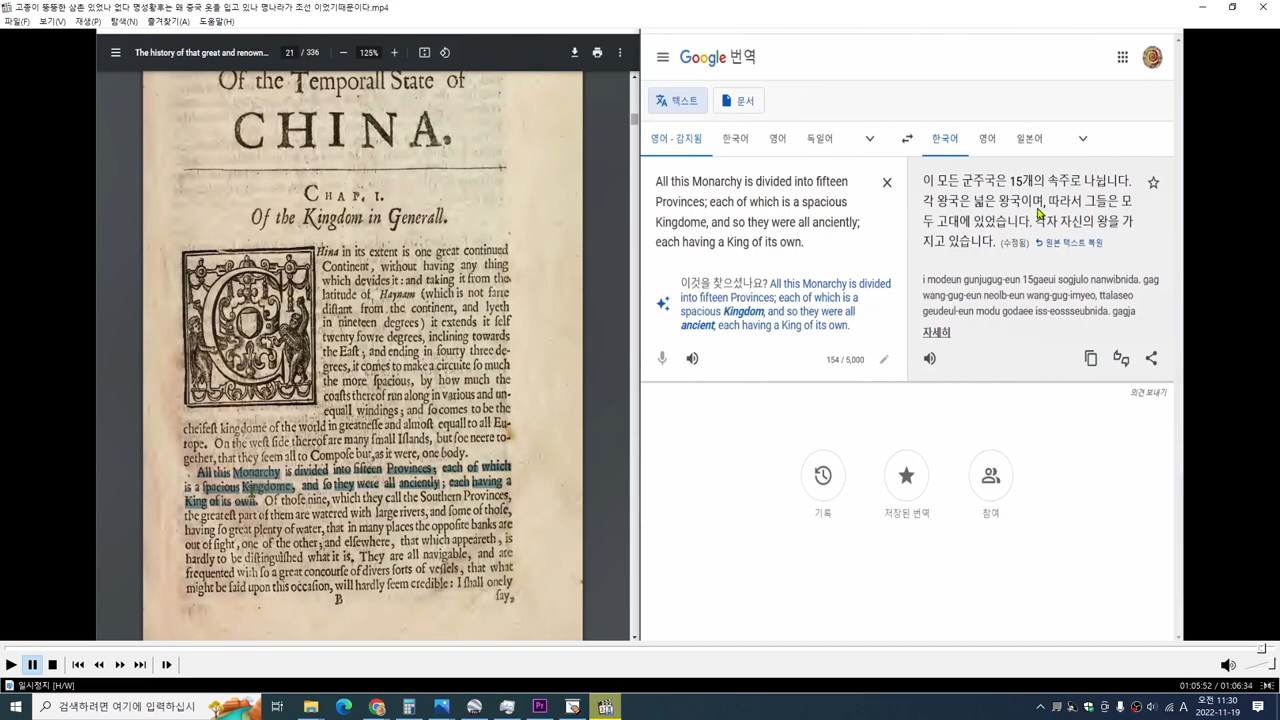 고종이 뚱뚱한 삼촌 있었나 없다 명성황후는 왜 중국 옷을 입고 있나 명나라가 조선 이었기때문이다.mp4
파일(F) 보기(V) 재생(P) 탐색(N) 즐겨찾기(A) 도움말(H)
The history of that great and renown... 21 / 336 125%
Of the Temporall State of
CHINA.
CHAP. I.
Of the Kingdom in Generall.
Hina in its extent is one great continued
Continent, without having any thing
which devides it: and taking it from the
latitude of Haynam (which is not farre
distant from the continent, and lyeth
in nineteen degrees) it extends it self
twenty fowre degrees, inclining towards
the East; and ending in fourty three de-
grees, it comes to make a circuite so much
the more spacious, by how much the
coasts thereof run along in various and un-
equall windings; and so comes to be the
cheifest kingdome of the world in greatnesse and almost equall to all Eu-
rope. On the west side thereof are many small Islands, but soe neere to-
gether, that they seem all to Compose but, as it were, one body.
All this Monarchy is divided into fifteen Provinces; each of which
is a spacious Kingdome, and so they were all anciently; each having a
King of its own. Of those nine, which they call the Southern Provinces,
the greatest part of them are watered with large rivers, and some of those,
having so great plenty of water, that in many places the opposite banks are
out of sight, one of the other; and elsewhere, that which appeareth, is
hardly to be distinguished what it is. They are all navigable, and are
frequented with so a great concourse of divers sorts of vessels, that what
might be said upon this occasion, will hardly seem credible: I shall onely
B say,
Google 번역
텍스트 문서
영어 - 감지됨 한국어 영어 독일어 한국어 영어 일본어
All this Monarchy is divided into fifteen
Provinces; each of which is a spacious
Kingdome, and so they were all anciently;
each having a King of its own.
이것을 찾으셨나요? All this Monarchy is divided
into fifteen Provinces; each of which is a
spacious Kingdom, and so they were all
ancient; each having a King of its own.
154 / 5,000
이 모든 군주국은 15개의 속주로 나뉩니다.
각 왕국은 넓은 왕국이며, 따라서 그들은 모
두 고대에 있었습니다. 각자 자신의 왕을 가
지고 있습니다. (수정됨) 원본 텍스트 복원
i modeun gunjugug-eun 15gaeui sogjulo nanwibnida. gag
wang-gug-eun neolb-eun wang-gug-imyeo, ttalaseo
geudeul-eun modu godaee iss-eossseubnida. gagja
자세히
의견 보내기
기록 저장된 번역 참여
일시정지 [H/W] 01:05:52 / 01:06:34
검색하려면 여기에 입력하십시 A 오전 11:30
2022-11-19